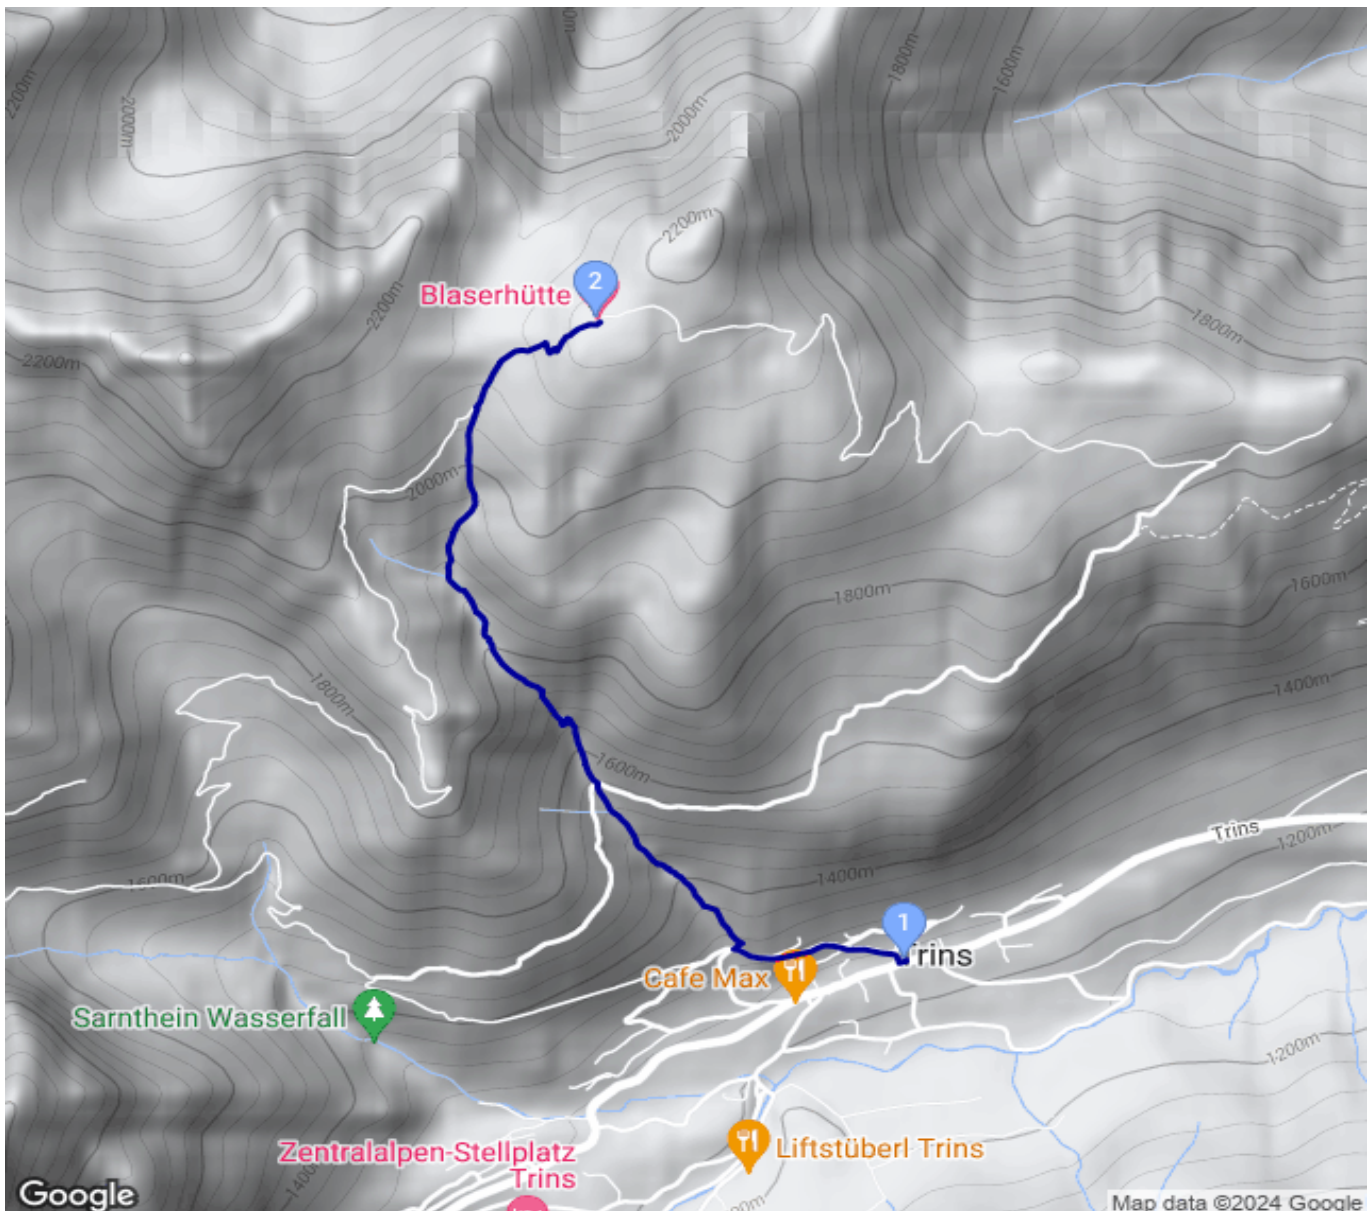 2000m
1800m
1600m
2200m
2000m
2000m
2200m
2
Blaserhütte
2200m
1800m
2200m
2000m
1800m
1600m
1400m
1800m
1600m
1200m
Trins
1400m
1600m
1
Trins
Cafe Max
Sarnthein Wasserfall
1200m
Zentralalpen-Stellplatz
Trins
Liftstüberl Trins
1400m
Google
Map data ©2024 Google